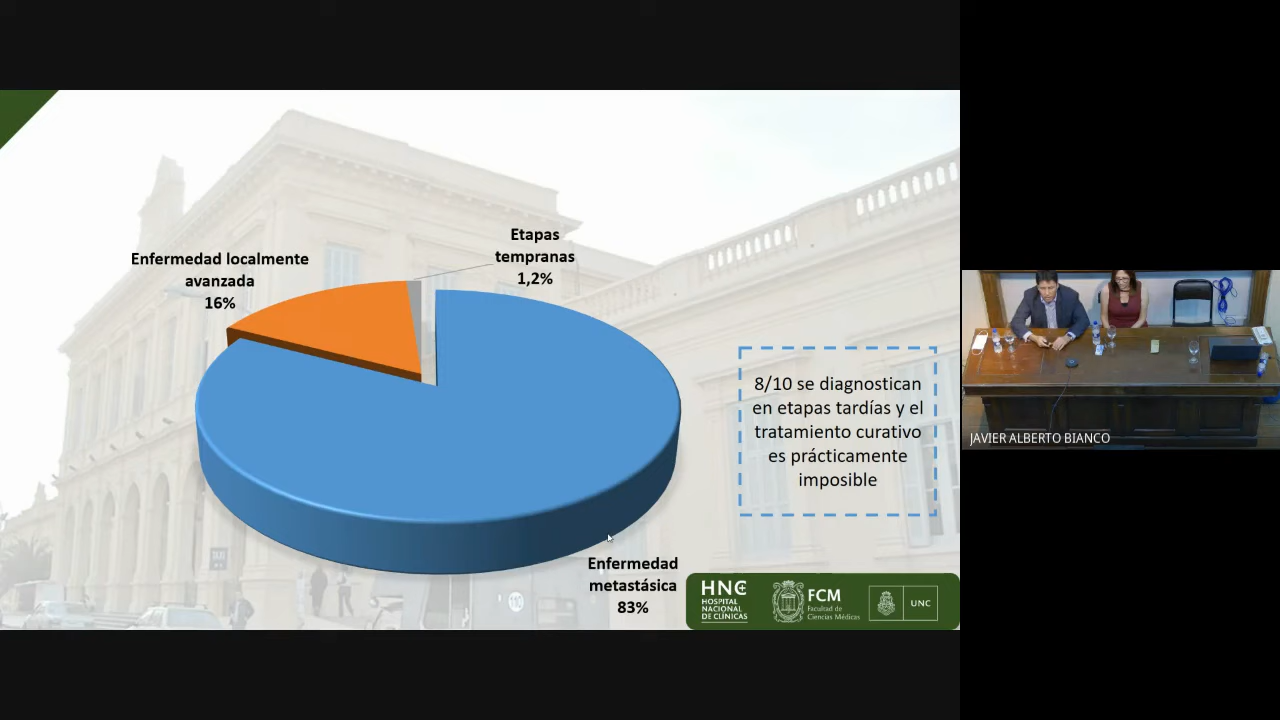 Enfermedad localmente
avanzada
16%
Etapas
tempranas
1,2%
8/10 se diagnostican
en etapas tardías y el
tratamiento curativo
es prácticamente
imposible
Enfermedad
metastásica
83%
HNC
HOSPITAL
NACIONAL
DE CLÍNICAS
FCM
Facultad de
Ciencias Médicas
UNC
JAVIER ALBERTO BIANCO